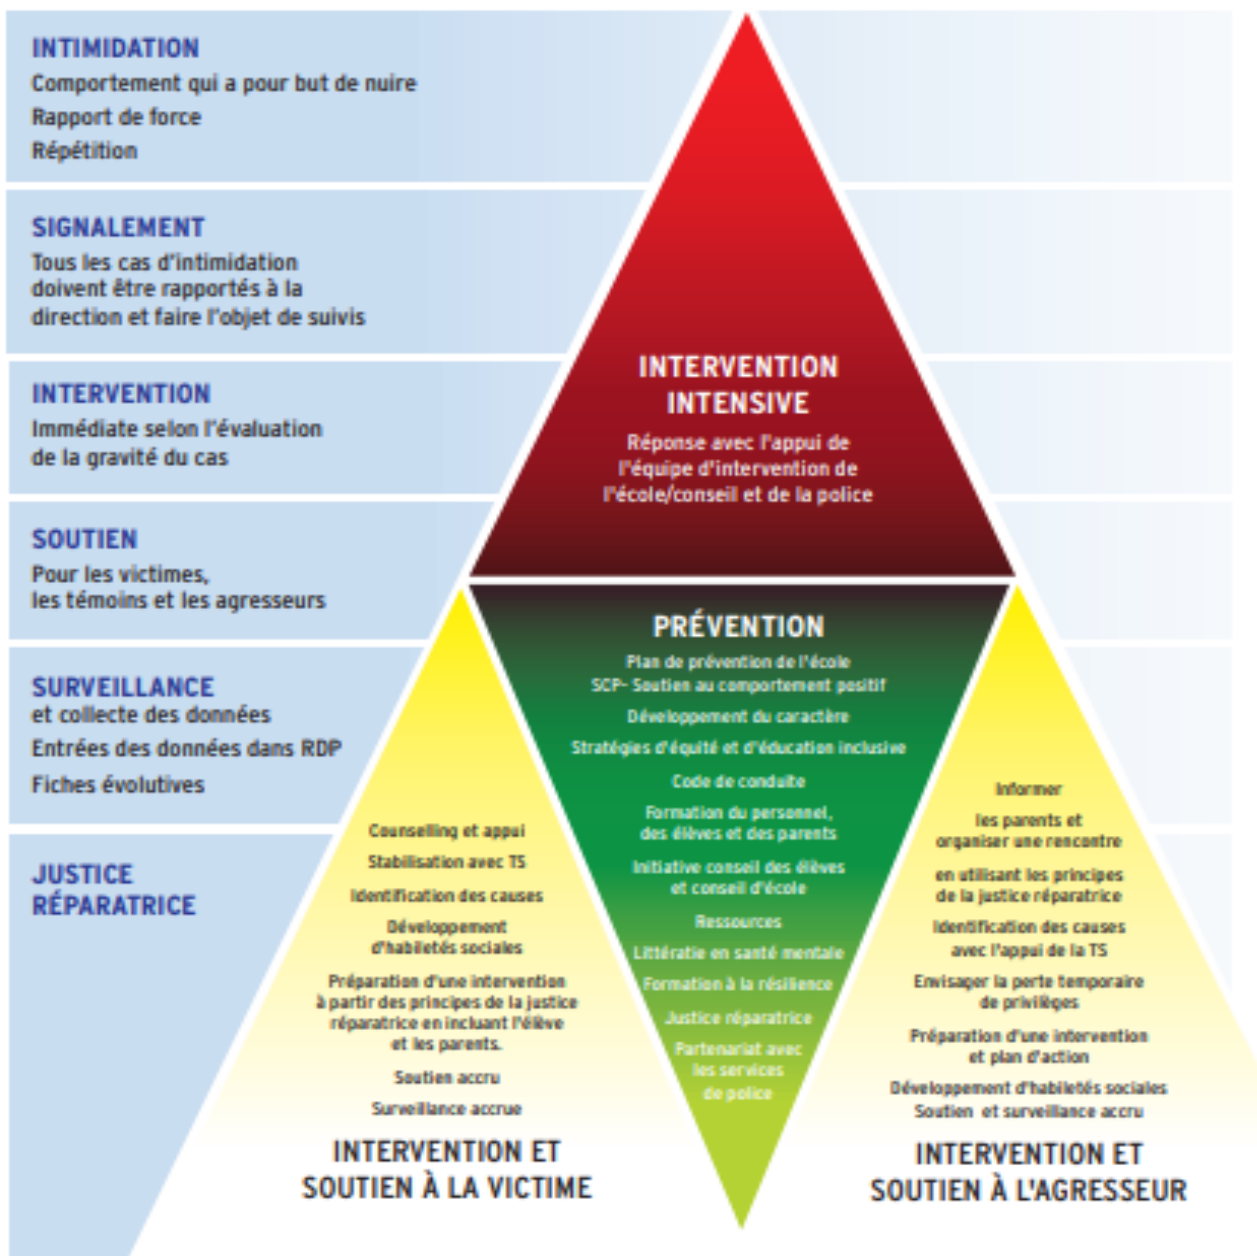 INTIMIDATION
Comportement qui a pour but de nuire
Rapport de force
Répétition
SIGNALEMENT
Tous les cas d'intimidation
doivent être rapportés à la
direction et faire l'objet de suivis
INTERVENTION
Immédiate selon l'évaluation
de la gravité du cas
SOUTIEN
Pour les victimes,
les témoins et les agresseurs
SURVEILLANCE
et collecte des données
Entrées des données dans RDP
Fiches évolutives
JUSTICE
RÉPARATRICE
INTERVENTION
INTENSIVE
Réponse avec l'appui de
l'équipe d'intervention de
l'école/conseil et de la police
PRÉVENTION
Plan de prévention de l'école
SCP- Soutien au comportement positif
Développement du caractère
Stratégies d'équité et d'éducation inclusive
Code de conduite
Formation du personnel,
des élèves et des parents
Initiative conseil des élèves
et conseil d'école
Ressources
Littératie en santé mentale
Formation à la résilience
Justice réparatrice
Partenariat avec
les services
de police
Counselling et appui
Stabilisation avec TS
Identification des causes
Développement
d'habiletés sociales
Préparation d'une intervention
à partir des principes de la justice
réparatrice en incluant l'élève
et les parents.
Soutien accru
Surveillance accrue
INTERVENTION ET
SOUTIEN À LA VICTIME
Informer
les parents et
organiser une rencontre
en utilisant les principes
de la justice réparatrice
Identification des causes
avec l'appui de la TS
Envisager la perte temporaire
de privilèges
Préparation d'une intervention
et plan d'action
Développement d'habiletés sociales
Soutien et surveillance accru
INTERVENTION ET
SOUTIEN À L'AGRESSEUR